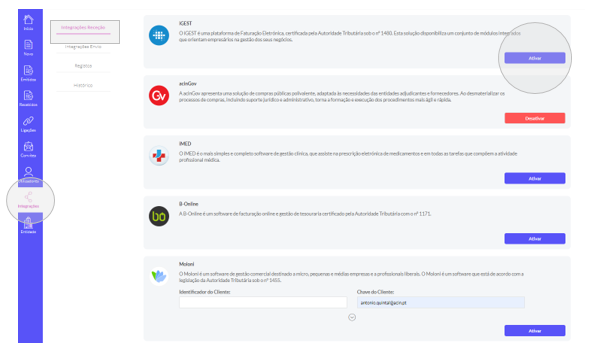 Início
Novo
Emitidos
Recebidos
Ligações
Convites
Integrações
Entidade
Integrações Receção
Integrações Envio
Registos
Histórico
iGEST
O iGEST é uma plataforma de Faturação Eletrónica, certificada pela Autoridade Tributária sob o nº 1400. Esta solução disponibiliza um conjunto de módulos integrados
que orientam empresários na gestão dos seus negócios.
Ativar
Gv
acinGov
A acinGov apresenta uma solução de compras públicas polivalente, adaptada às necessidades das entidades adjudicantes e fornecedores. Ao desmaterializar os
processos de compras, incluindo suporte jurídico e administrativo, torna a formação e execução dos procedimentos mais ágil e rápida.
Desativar
iMED
O iMED é o mais simples e completo software de gestão clínica, que assiste na prescrição eletrónica de medicamentos e em todas as tarefas que compõem a atividade
profissional médica.
Ativar
B-Online
A B-Online é um software de facturação online e gestão de tesouraria certificado pela Autoridade Tributária com o nº 1171.
Ativar
Moloni
O Moloni é um software de gestão comercial destinado a micro, pequenas e médias empresas e a profissionais liberais. O Moloni é um software que está de acordo com a
legislação da Autoridade Tributária sob o nº 1455.
Identificador do Cliente:
Chave do Cliente:
antonio.quintal@acin.pt
Ativar